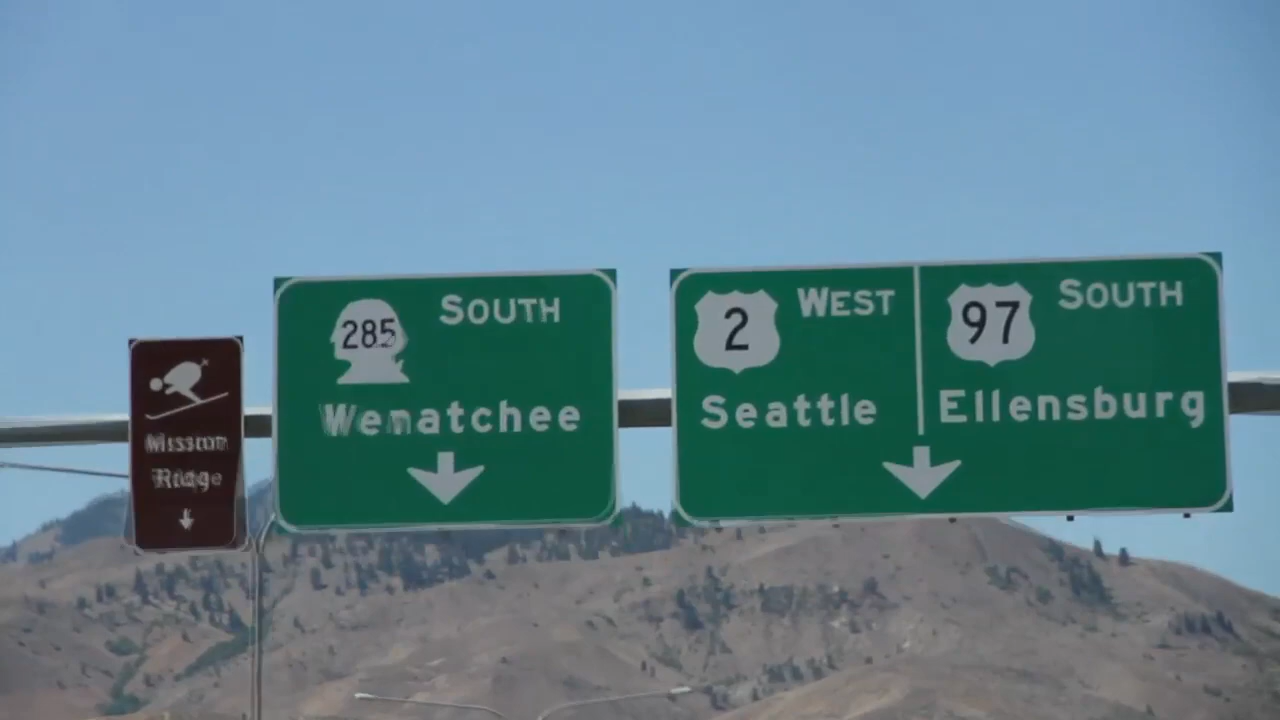 Mission
Ridge
285 SOUTH
Wenatchee
2 WEST
Seattle
97 SOUTH
Ellensburg